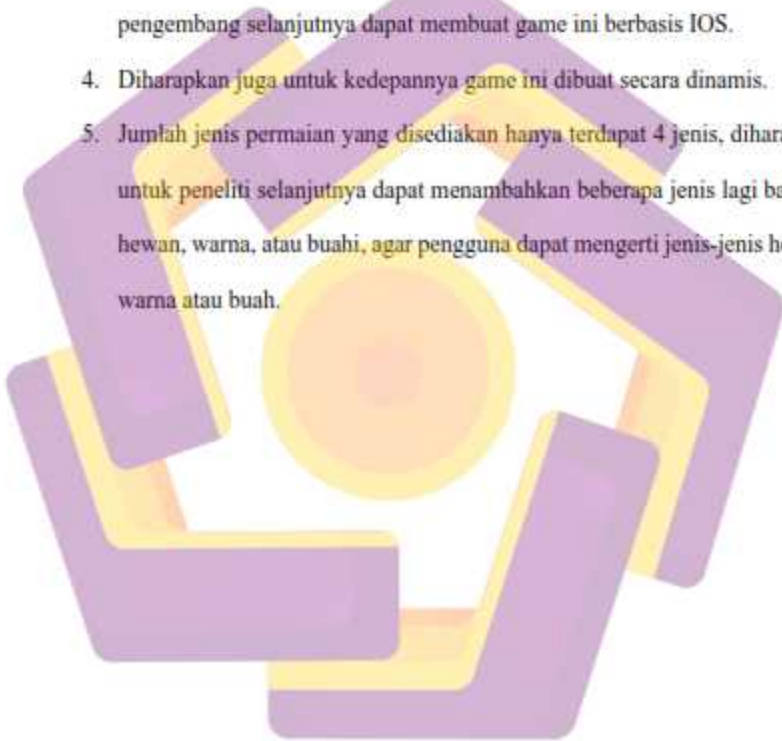 pengembang selanjutnya dapat membuat game ini berbasis IOS.
4. Diharapkan juga untuk kedepannya game ini dibuat secara dinamis.
5. Jumlah jenis permaian yang disediakan hanya terdapat 4 jenis,
untuk peneliti selanjutnya dapat menambahkan beberapa jenis lagi
hewan, warna, atau buahi, agar pengguna dapat mengerti jenis-jenis
warna atau buah.